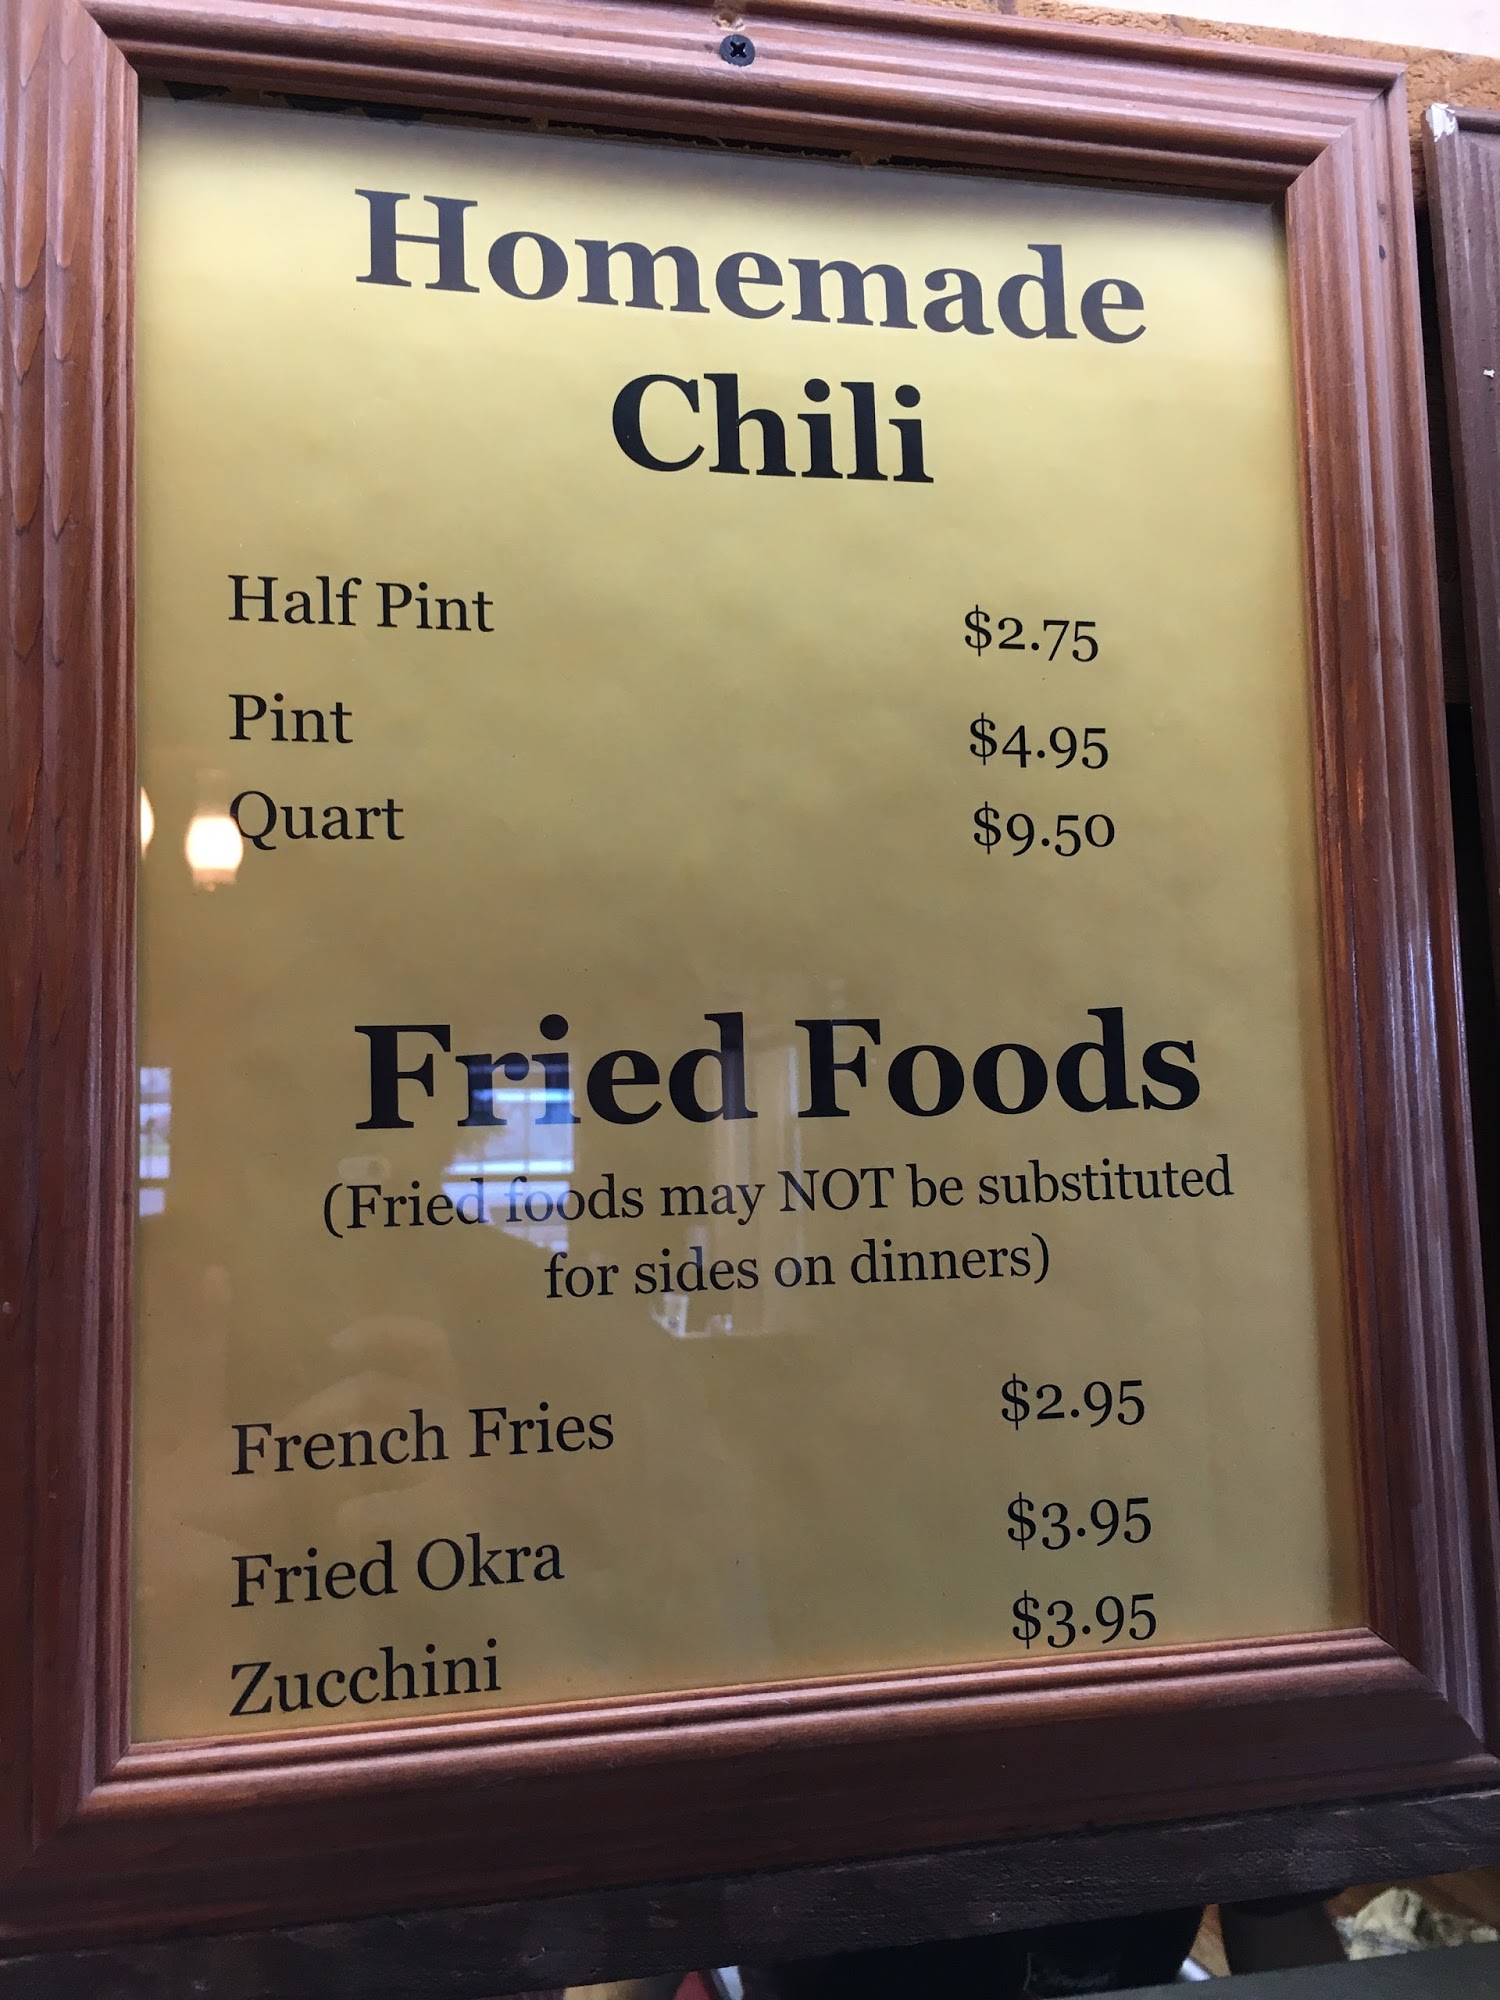 Homemade
Chili
Half Pint $2.75
Pint $4.95
Quart $9.50
Fried Foods
(Fried foods may NOT be substituted
for sides on dinners)
French Fries $2.95
Fried Okra $3.95
Zucchini $3.95